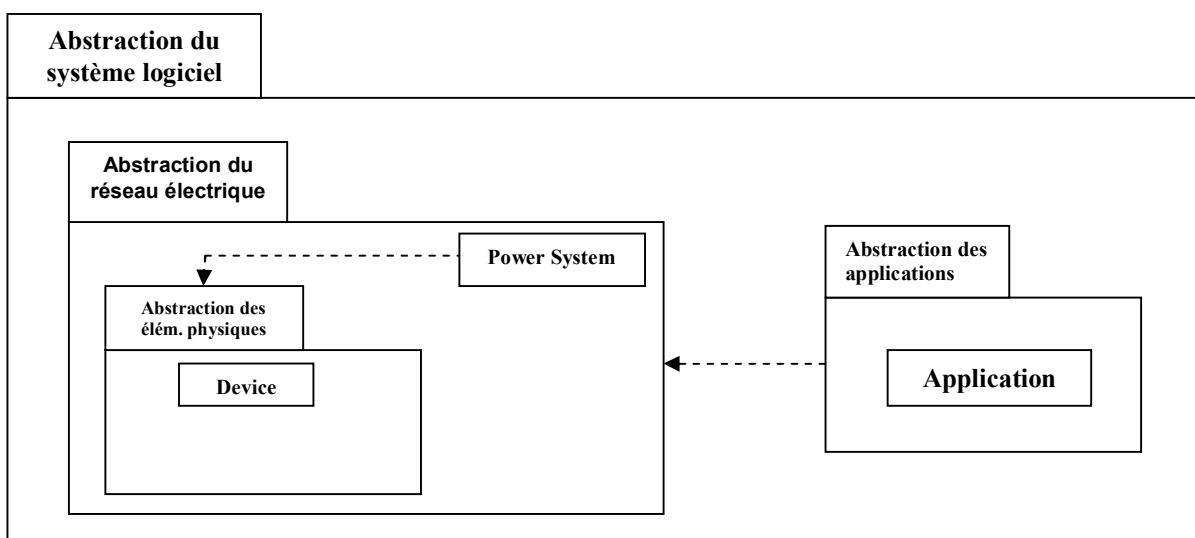 Abstraction du
système logiciel
Abstraction du
réseau électrique
Power System
Abstraction des
applications
Abstraction des
élém. physiques
Device
Application